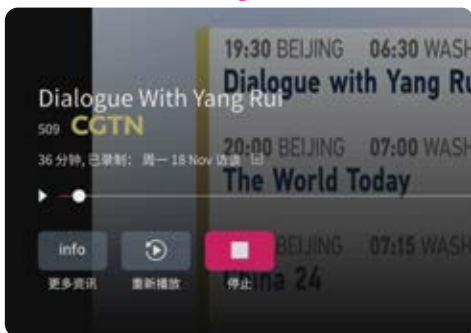 19:30 BEIJING 06:30 WASH
Dialogue with Yang Ru
Dialogue With Yang Rui
509 CGTN
20:00 BEIJING 07:00 WASH
36 分钟, 已录制: 周一 18 Nov 访谈
The World Today
info
BEIJING 07:15 WASH
更多资讯 重新播放 停止
China 24